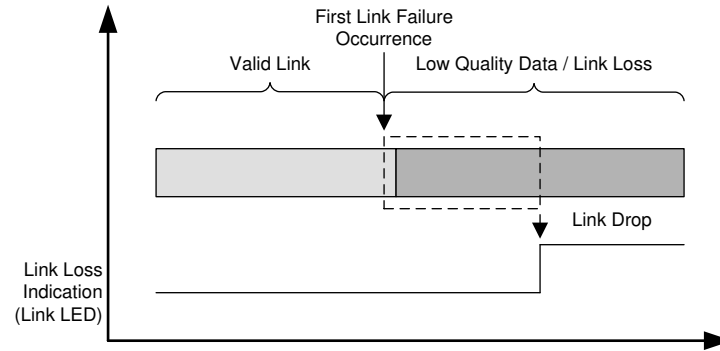 First Link Failure
Occurrence
Valid Link
Low Quality Data / Link Loss
Link Drop
Link Loss
Indication
(Link LED)